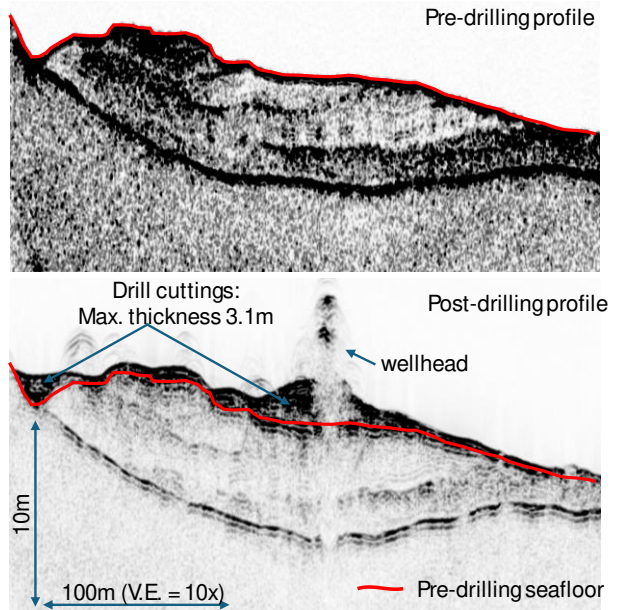 Pre-drilling profile
Drill cuttings:
Max. thickness 3.1m
Post-drilling profile
wellhead
10m
100m (V.E. = 10x)
Pre-drilling seafloor